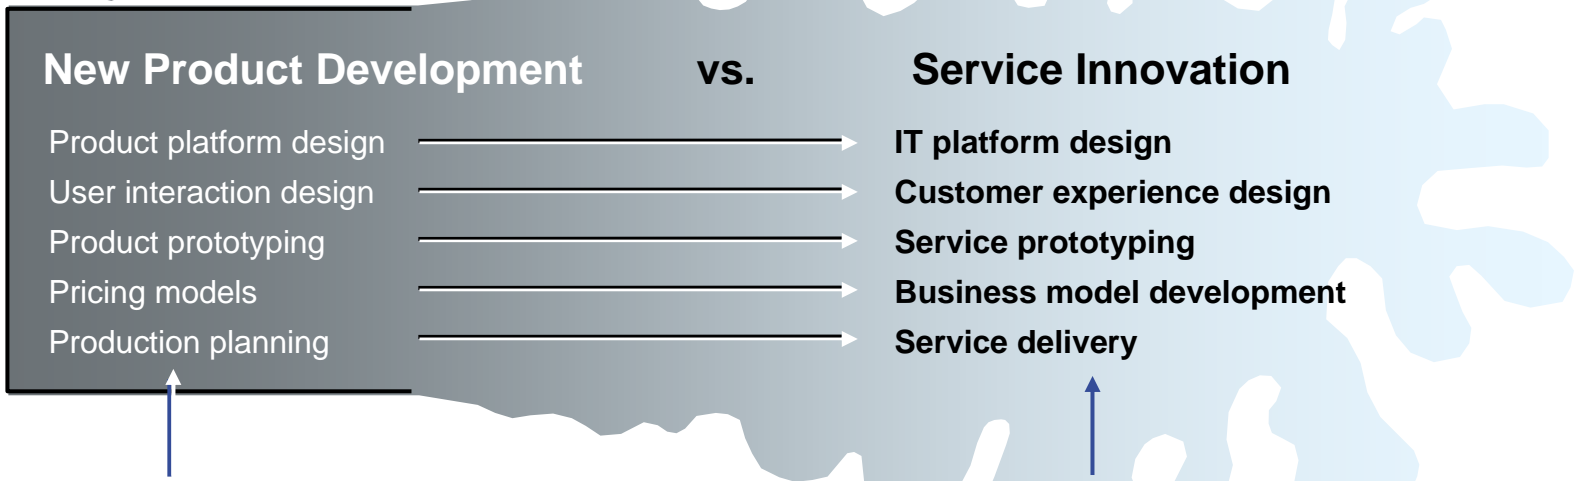 New Product Development vs. Service Innovation
Product platform design IT platform design
User interaction design Customer experience design
Product prototyping Service prototyping
Pricing models Business model development
Production planning Service delivery